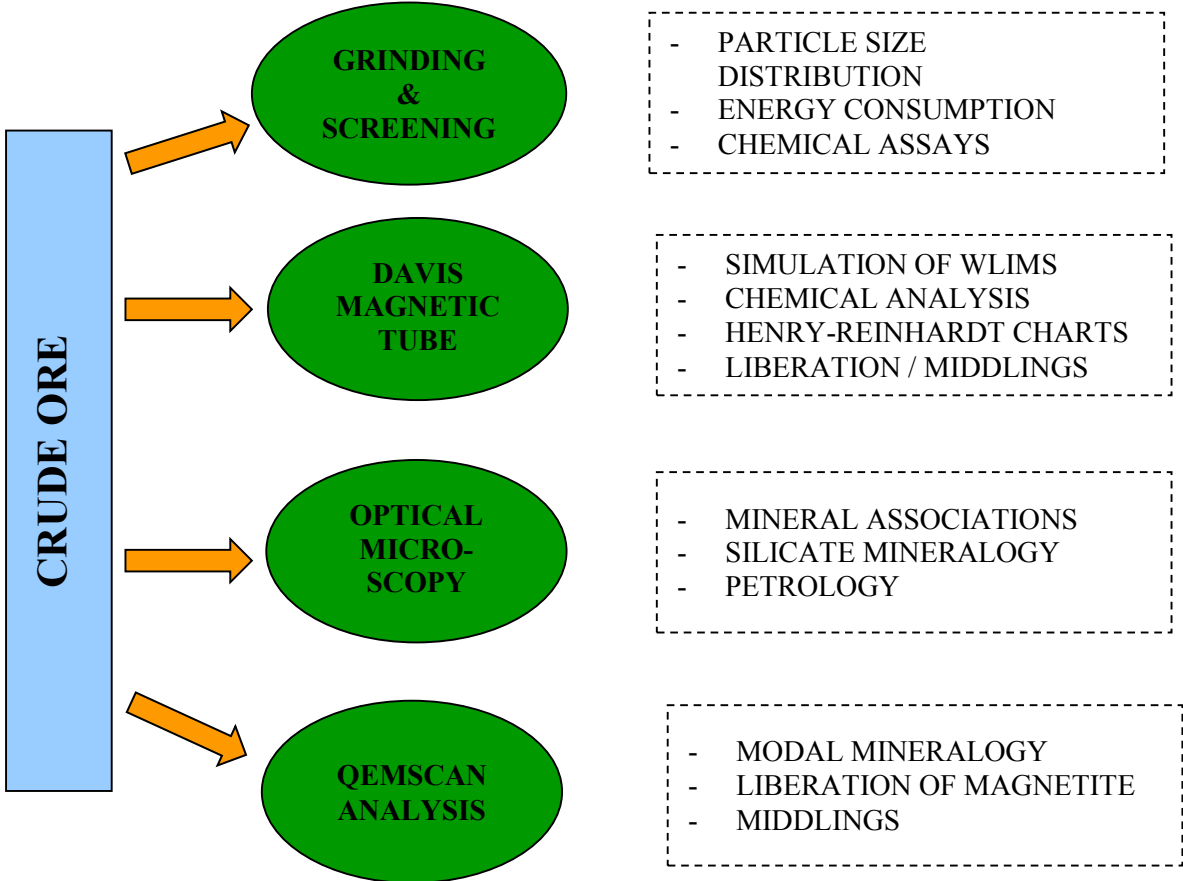 CRUDE ORE
GRINDING
&
SCREENING
- PARTICLE SIZE
DISTRIBUTION
- ENERGY CONSUMPTION
- CHEMICAL ASSAYS
DAVIS
MAGNETIC
TUBE
- SIMULATION OF WLIMS
- CHEMICAL ANALYSIS
- HENRY-REINHARDT CHARTS
- LIBERATION / MIDDLINGS
OPTICAL
MICRO-
SCOPY
- MINERAL ASSOCIATIONS
- SILICATE MINERALOGY
- PETROLOGY
QEMSCAN
ANALYSIS
- MODAL MINERALOGY
- LIBERATION OF MAGNETITE
- MIDDLINGS